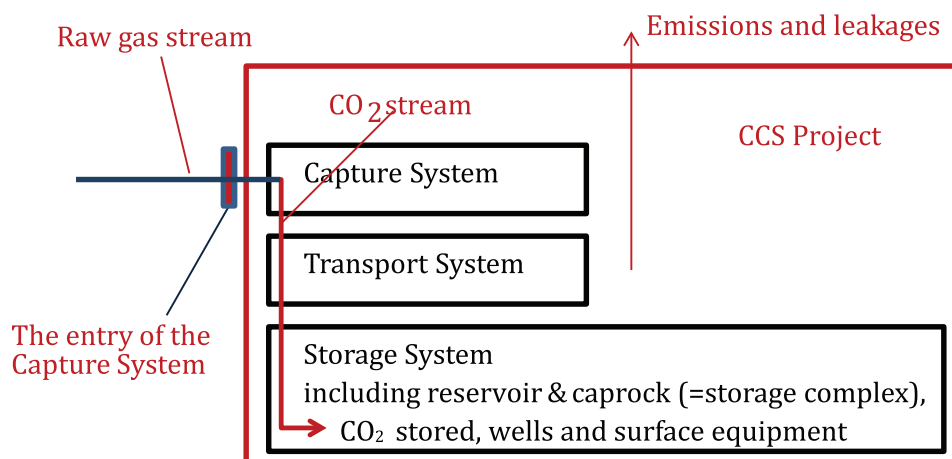 Raw gas stream
Emissions and leakages
CO2 stream
CCS Project
Capture System
Transport System
The entry of the
Capture System
Storage System
including reservoir & caprock (=storage complex),
CO₂ stored, wells and surface equipment